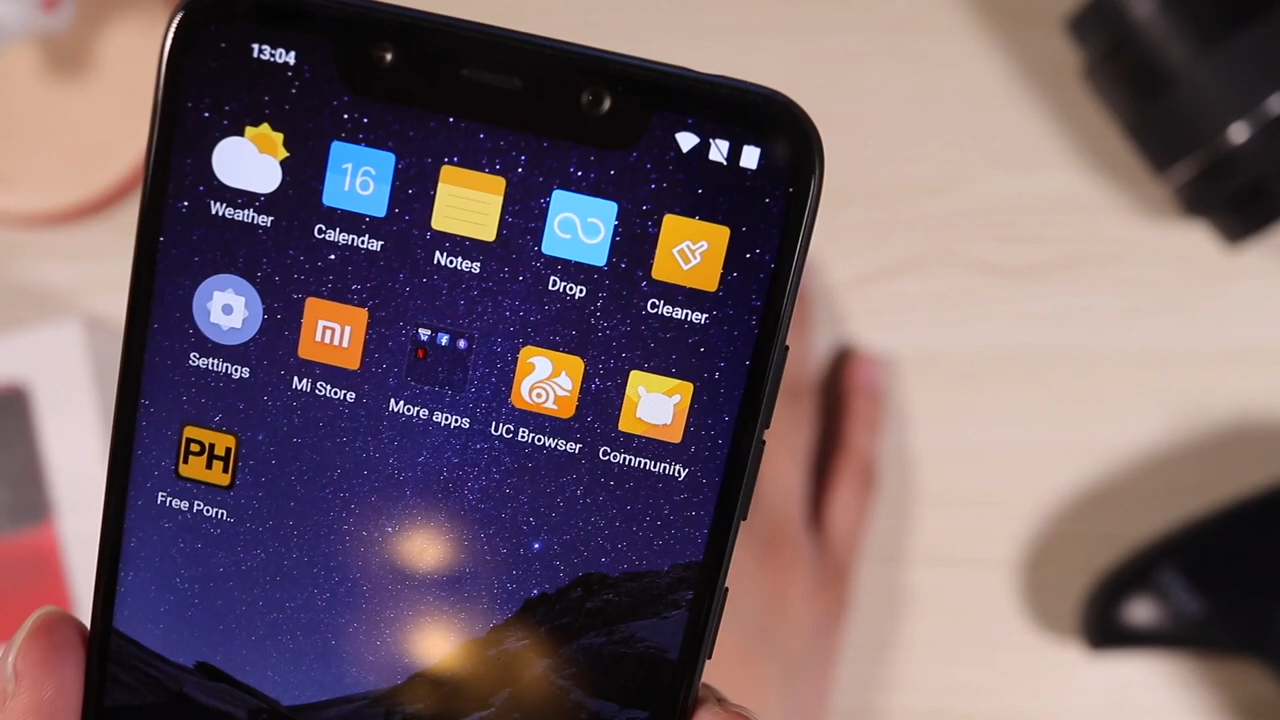 13:04
16
Weather
Calendar
Notes
Drop
Cleaner
mi
Settings
Mi Store
More apps
UC Browser
Community
PH
Free Porn..